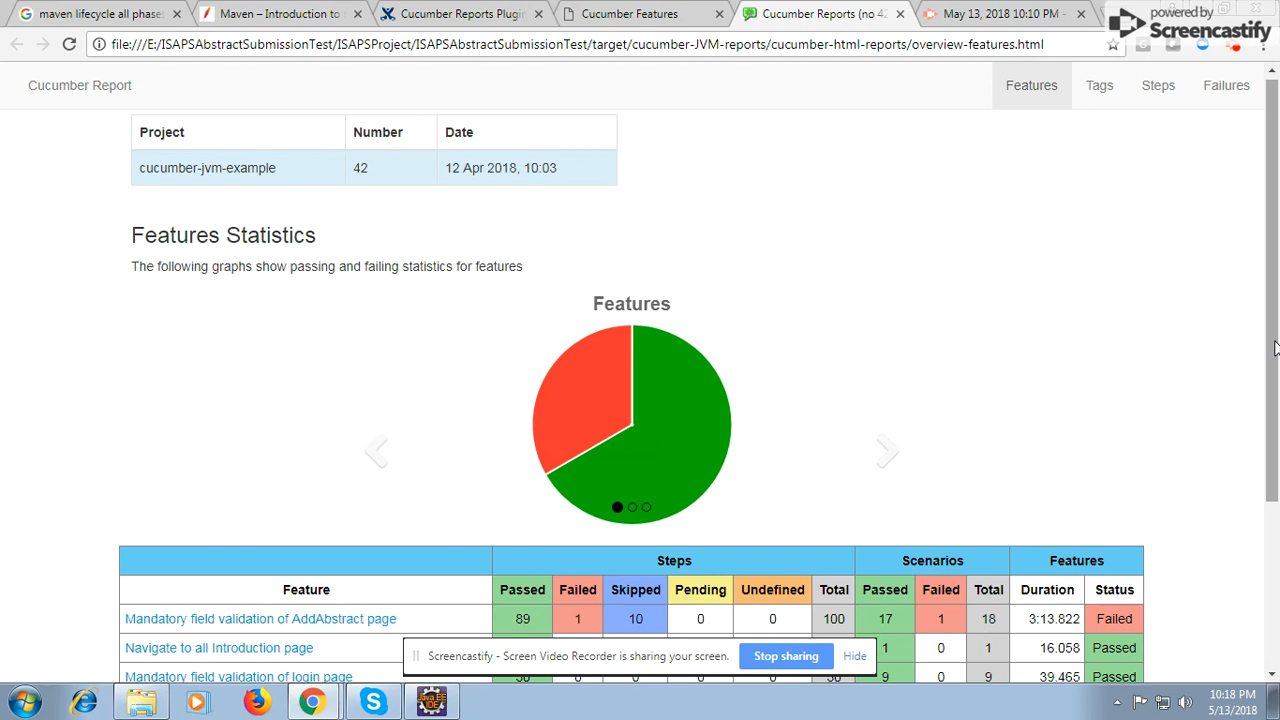 maven lifecycle all phases
Maven – Introduction to
Cucumber Reports Plugin
Cucumber Features
Cucumber Reports (no 42
May 13, 2018 10:10 PM -
powered by
Screencastify
file:///E:/ISAPSAbstractSubmissionTest/ISAPSProject/ISAPSAbstractSubmissionTest/target/cucumber-JVM-reports/cucumber-html-reports/overview-features.html
Cucumber Report
Features
Tags
Steps
Failures
Project Number Date
cucumber-jvm-example 42 12 Apr 2018, 10:03
Features Statistics
The following graphs show passing and failing statistics for features
Features
Steps Scenarios Features
Feature Passed Failed Skipped Pending Undefined Total Passed Failed Total Duration Status
Mandatory field validation of AddAbstract page 89 1 10 0 0 100 17 1 18 3:13.822 Failed
Navigate to all Introduction page 1 0 1 16.058 Passed
Mandatory field validation of login page 9 0 9 39.465 Passed
Screencastify - Screen Video Recorder is sharing your screen.
Stop sharing
Hide
Java EE
IDE
10:18 PM
5/13/2018